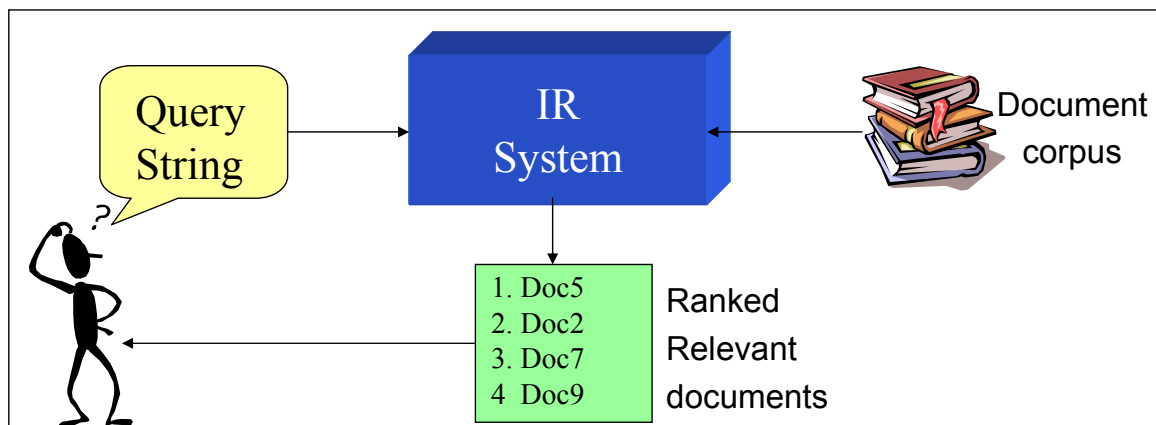 Query
String
?
IR
System
Document
corpus
1. Doc5
2. Doc2
3. Doc7
4  Doc9
Ranked
Relevant
documents